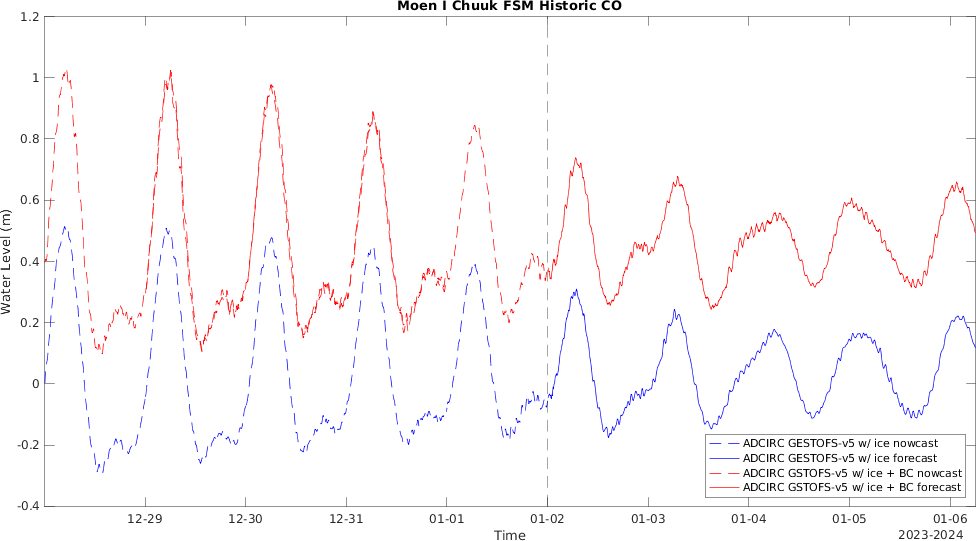 Moen I Chuuk FSM Historic CO
1.2
1
0.8
0.6
0.4
0.2
0
-0.2
-0.4
Water Level (m)
ADCIRC GESTOFS-v5 w/ ice nowcast
ADCIRC GESTOFS-v5 w/ ice forecast
ADCIRC GSTOFS-v5 w/ ice + BC nowcast
ADCIRC GSTOFS-v5 w/ ice + BC forecast
12-29 12-30 12-31 01-01 01-02 01-03 01-04 01-05 01-06
Time
2023-2024